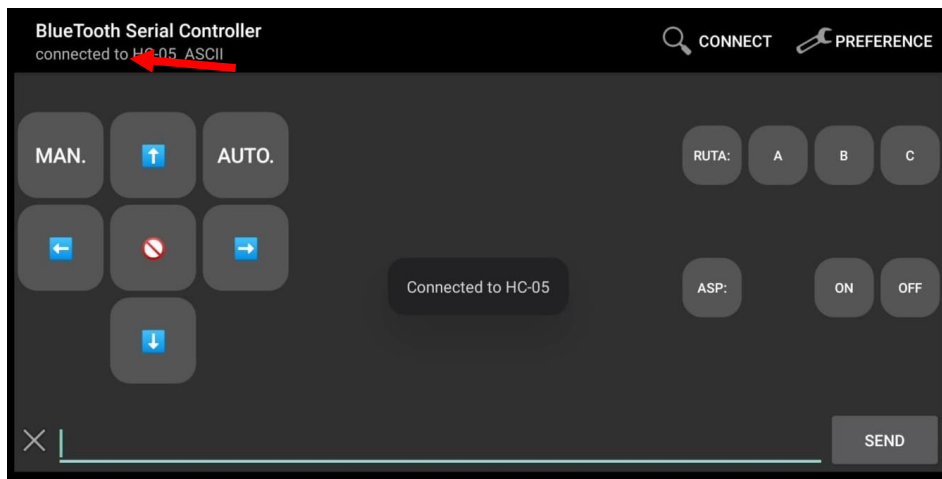 BlueTooth Serial Controller
connected to HC-05 ASCII
CONNECT
PREFERENCE
MAN.
AUTO.
RUTA:
A
B
C
Connected to HC-05
ASP:
ON
OFF
SEND